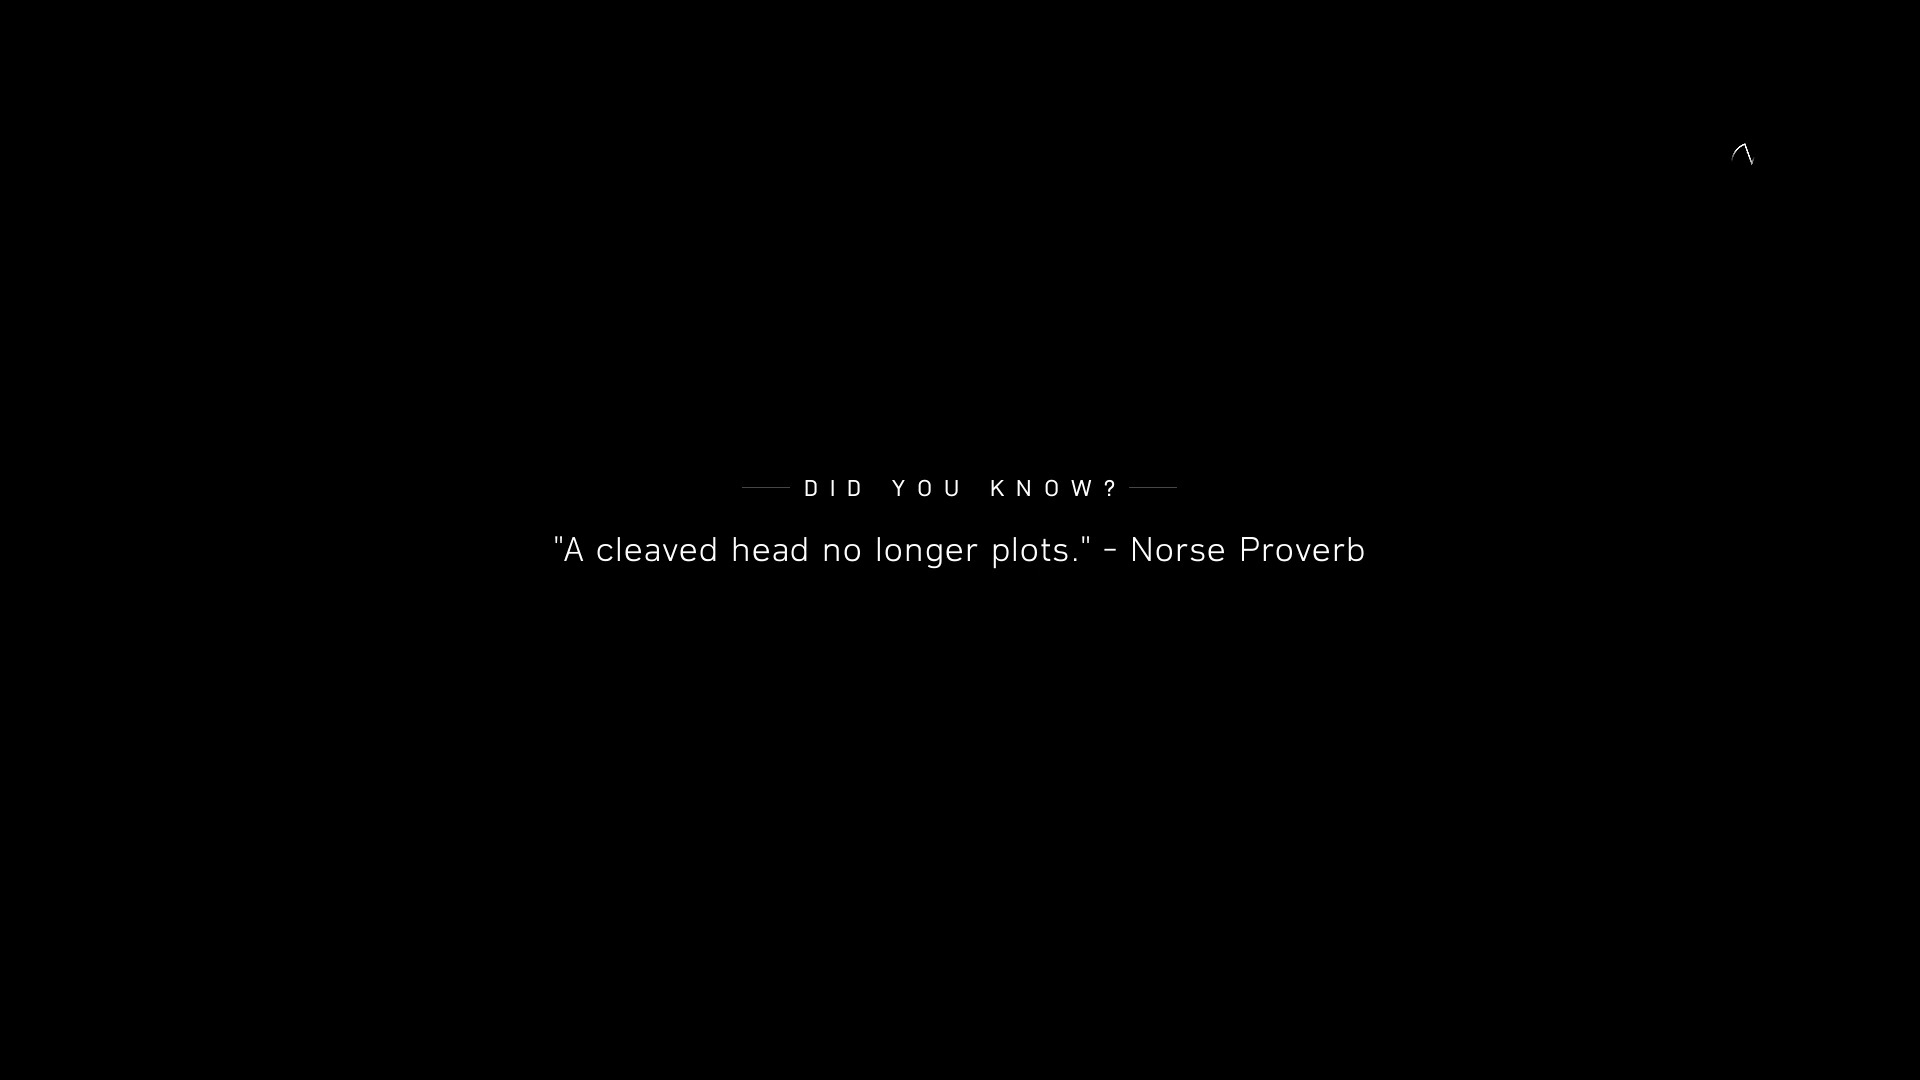 DID YOU KNOW?
"A cleaved head no longer plots." - Norse Proverb